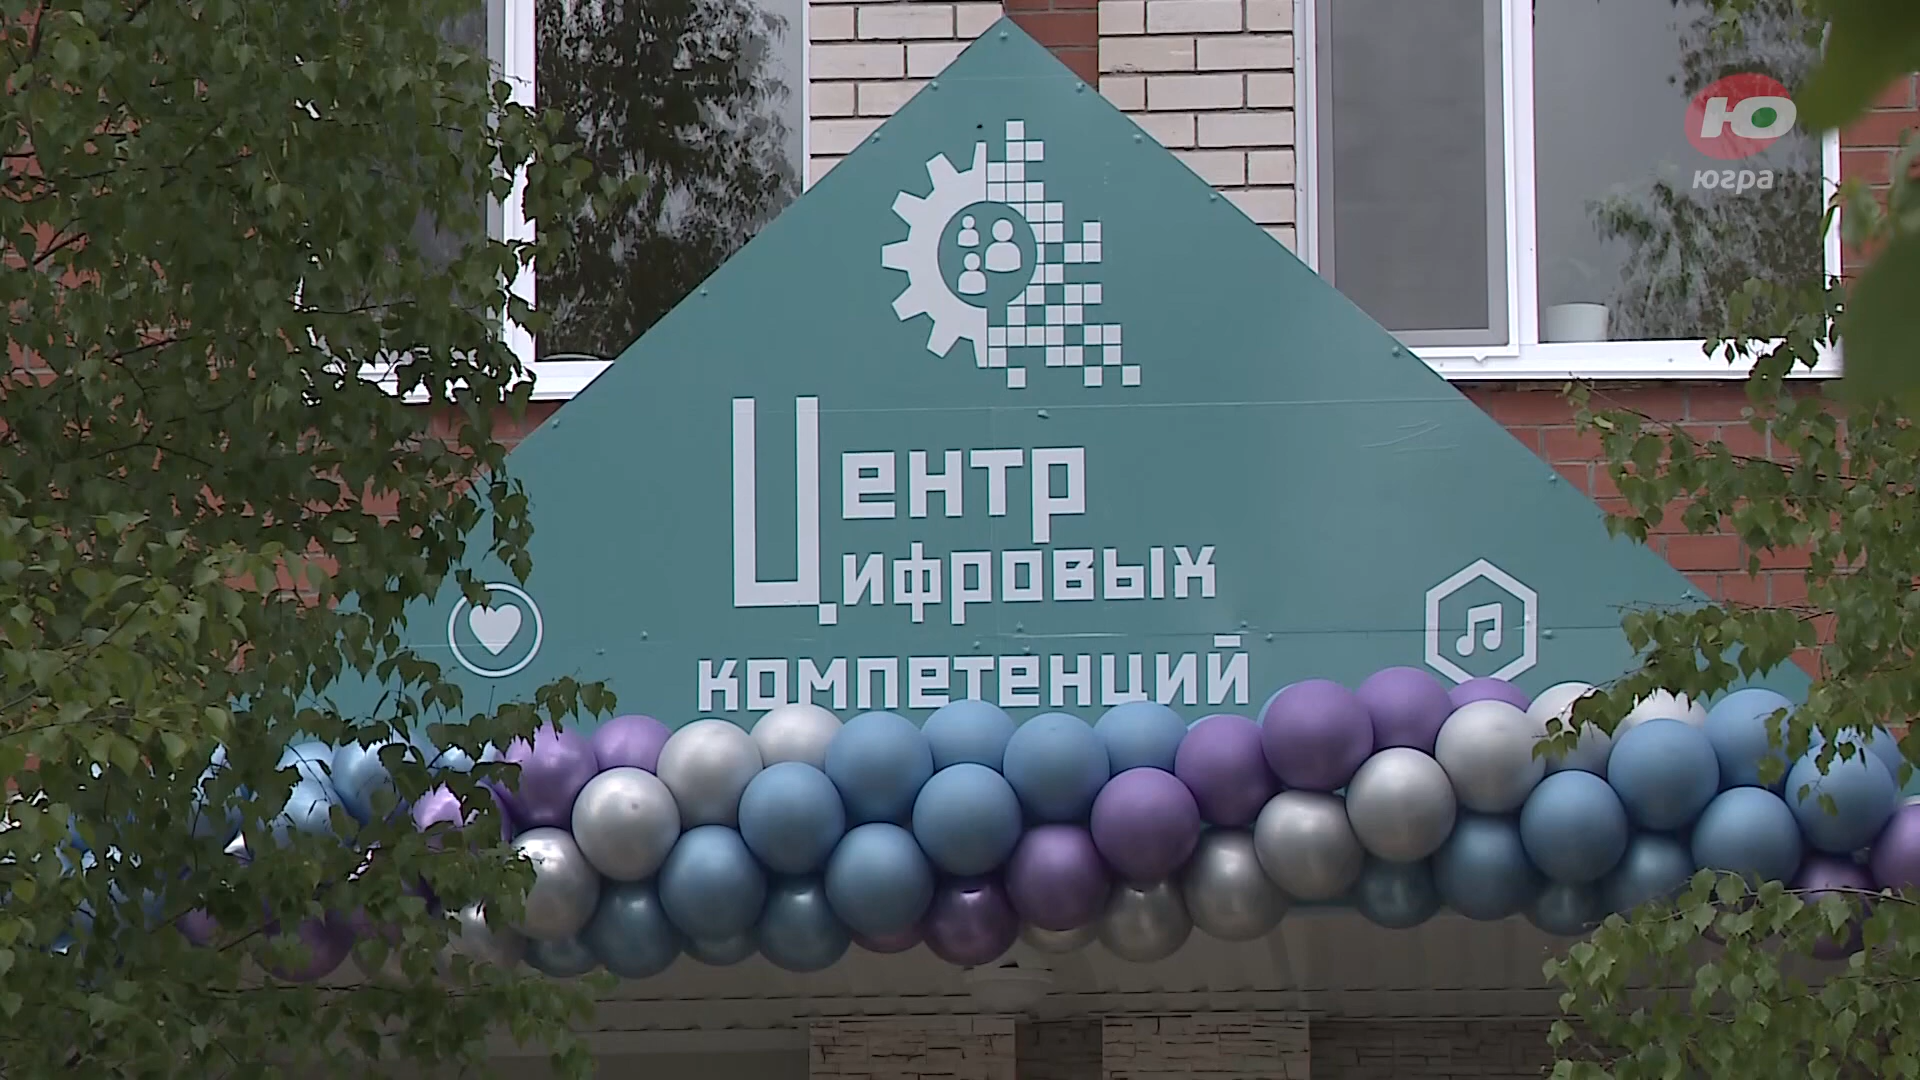 Ю
югра
Центр
Цифровых
компетенций